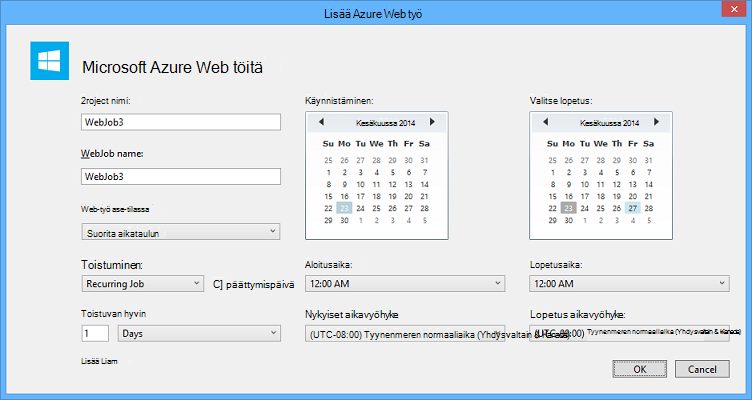 Lisää Azure Web työ
Microsoft Azure Web töitä
2roject nimi:
WebJob3
WebJob name:
WebJob3
Web-työ ase-tilassa
Suorita aikataulun
Toistuminen:
Recurring Job
C] päättymispäivä
Toistuvan hyvin
1
Days
Lisää Liam
Käynnistäminen:
Kesäkuussa 2014
Su Mo Tu We Th Fr Sa
25 26 27 28 29 30 31
1 2 3 4 5 6 7
8 9 10 11 12 13 14
15 16 17 18 19 20 21
22 23 24 25 26 27 28
29 30 1 2 3 4 5
Aloitusaika:
12:00 AM
Nykyiset aikavyöhyke
(UTC-08:00) Tyynenmeren normaaliaika (Yhdysvaltain & Kanada)
Valitse lopetus:
Kesäkuussa 2014
Su Mo Tu We Th Fr Sa
25 26 27 28 29 30 31
1 2 3 4 5 6 7
8 9 10 11 12 13 14
15 16 17 18 19 20 21
22 23 24 25 26 27 28
29 30 1 2 3 4 5
Lopetusaika:
12:00 AM
Lopetus aikavyöhyke:
(UTC-08:00) Tyynenmeren normaaliaika (Yhdysvaltain & Kanada)
OK
Cancel